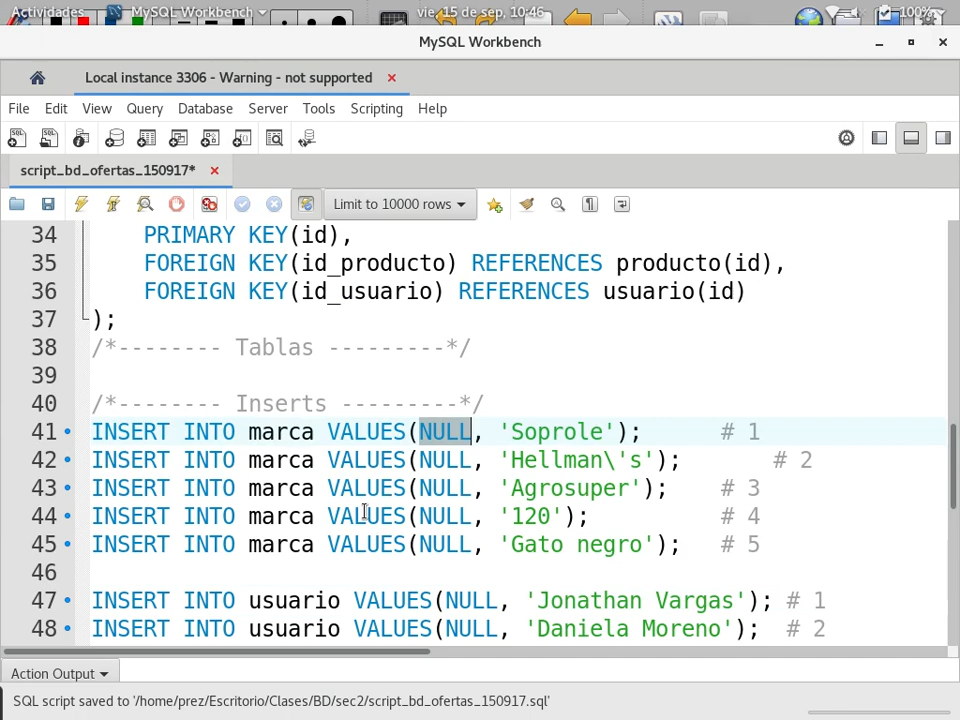 Actividades MySQL Workbench vie, 15 de sep, 10:46 100%
MySQL Workbench
Local instance 3306 - Warning - not supported
File Edit View Query Database Server Tools Scripting Help
script_bd_ofertas_150917*
Limit to 10000 rows
34 PRIMARY KEY(id),
35 FOREIGN KEY(id_producto) REFERENCES producto(id),
36 FOREIGN KEY(id_usuario) REFERENCES usuario(id)
37 );
38 /*-------- Tablas ---------*/
39
40 /*-------- Inserts ---------*/
41 INSERT INTO marca VALUES(NULL, 'Soprole'); # 1
42 INSERT INTO marca VALUES(NULL, 'Hellman\'s'); # 2
43 INSERT INTO marca VALUES(NULL, 'Agrosuper'); # 3
44 INSERT INTO marca VALUES(NULL, '120'); # 4
45 INSERT INTO marca VALUES(NULL, 'Gato negro'); # 5
46
47 INSERT INTO usuario VALUES(NULL, 'Jonathan Vargas'); # 1
48 INSERT INTO usuario VALUES(NULL, 'Daniela Moreno'); # 2
Action Output
SQL script saved to '/home/prez/Escritorio/Clases/BD/sec2/script_bd_ofertas_150917.sql'